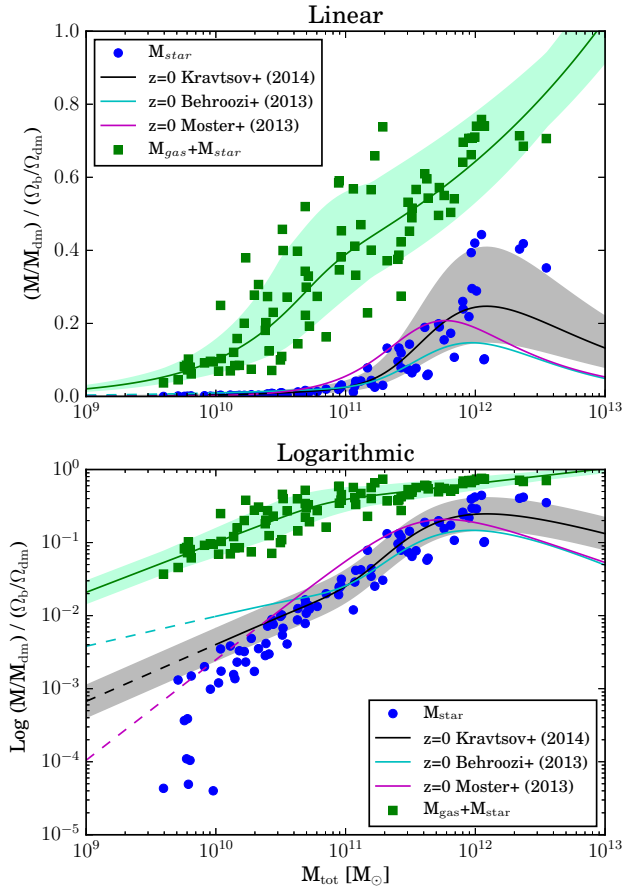 Linear
1.0
0.8
0.6
0.4
0.2
0.0
(M/M_dm) / (Ω_b/Ω_dm)
M_star
z=0 Kravtsov+ (2014)
z=0 Behroozi+ (2013)
z=0 Moster+ (2013)
M_gas+M_star
10^9 10^10 10^11 10^12 10^13
Logarithmic
10^0
10^-1
10^-2
10^-3
10^-4
10^-5
Log (M/M_dm) / (Ω_b/Ω_dm)
M_star
z=0 Kravtsov+ (2014)
z=0 Behroozi+ (2013)
z=0 Moster+ (2013)
M_gas+M_star
10^9 10^10 10^11 10^12 10^13
M_tot [M_⊙]